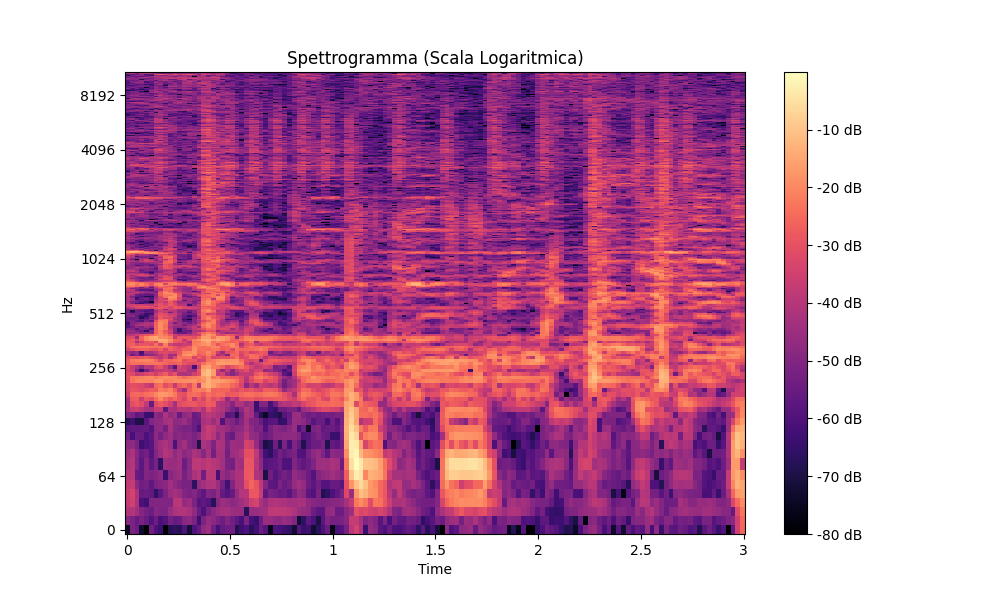 Spettrogramma (Scala Logaritmica)
Hz
8192
4096
2048
1024
512
256
128
64
0
0
0.5
1
1.5
2
2.5
3
Time
-10 dB
-20 dB
-30 dB
-40 dB
-50 dB
-60 dB
-70 dB
-80 dB